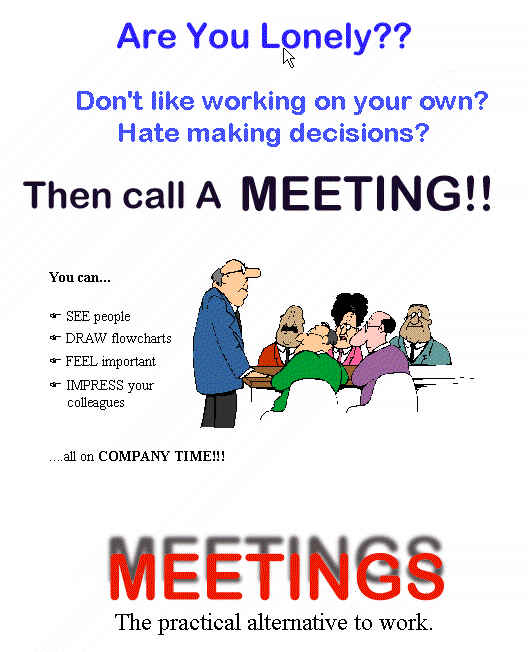 Are You Lonely??
Don't like working on your own?
Hate making decisions?
Then call A MEETING!!
You can...
☞ SEE people
☞ DRAW flowcharts
☞ FEEL important
☞ IMPRESS your
colleagues
....all on COMPANY TIME!!!
MEETINGS
The practical alternative to work.